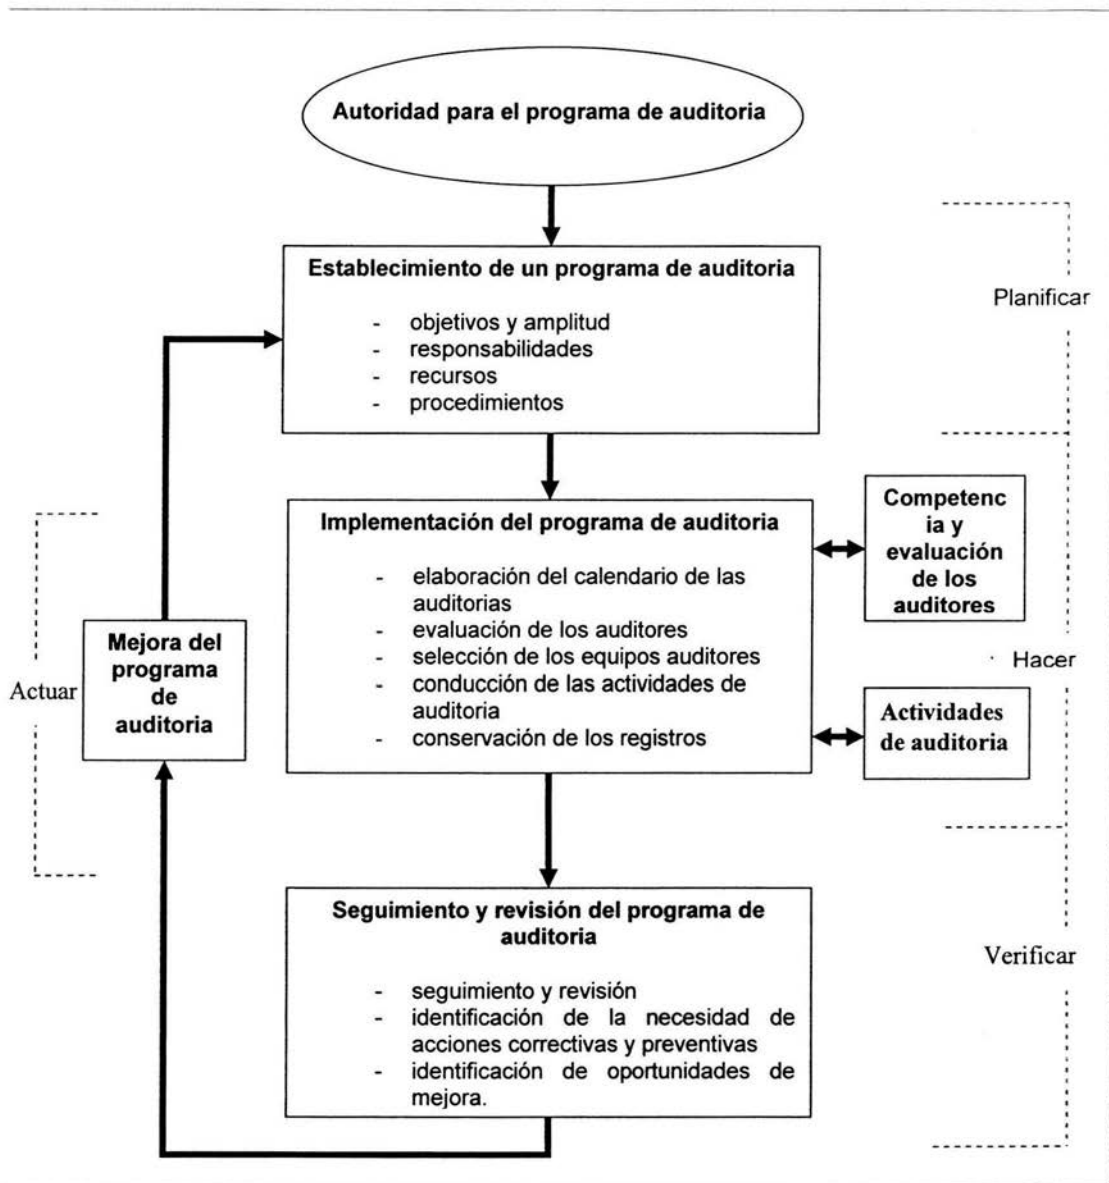 Autoridad para el programa de auditoria
Establecimiento de un programa de auditoria
- objetivos y amplitud
- responsabilidades
- recursos
- procedimientos
Planificar
Implementación del programa de auditoria
- elaboración del calendario de las
auditorias
- evaluación de los auditores
- selección de los equipos auditores
- conducción de las actividades de
auditoria
- conservación de los registros
Competenc
ia y
evaluación
de los
auditores
Hacer
Actividades
de auditoria
Mejora del
programa
de
auditoria
Actuar
Seguimiento y revisión del programa de
auditoria
- seguimiento y revisión
- identificación de la necesidad de
acciones correctivas y preventivas
- identificación de oportunidades de
mejora.
Verificar